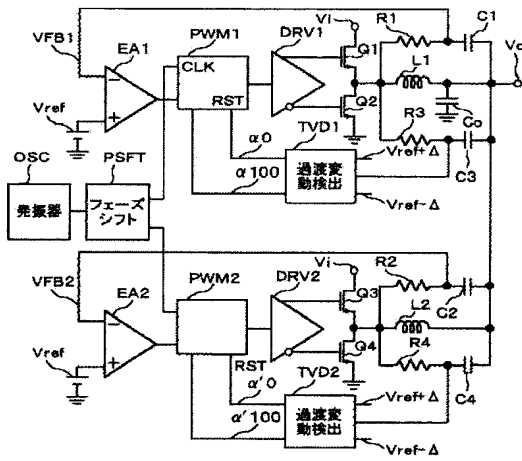 VFB1
EA1
PWM1
CLK
RST
DRV1
Vi
Q1
Q2
R1
C1
L1
Vo
Co
R3
C3
Vref
TVD1
α0
α100
過渡変
動検出
Vref+Δ
Vref-Δ
OSC
発振器
PSFT
フェーズ
シフト
VFB2
EA2
PWM2
RST
DRV2
Vi
Q3
Q4
R2
C2
L2
R4
C4
Vref
TVD2
α'0
α'100
過渡変
動検出
Vref+Δ
Vref-Δ